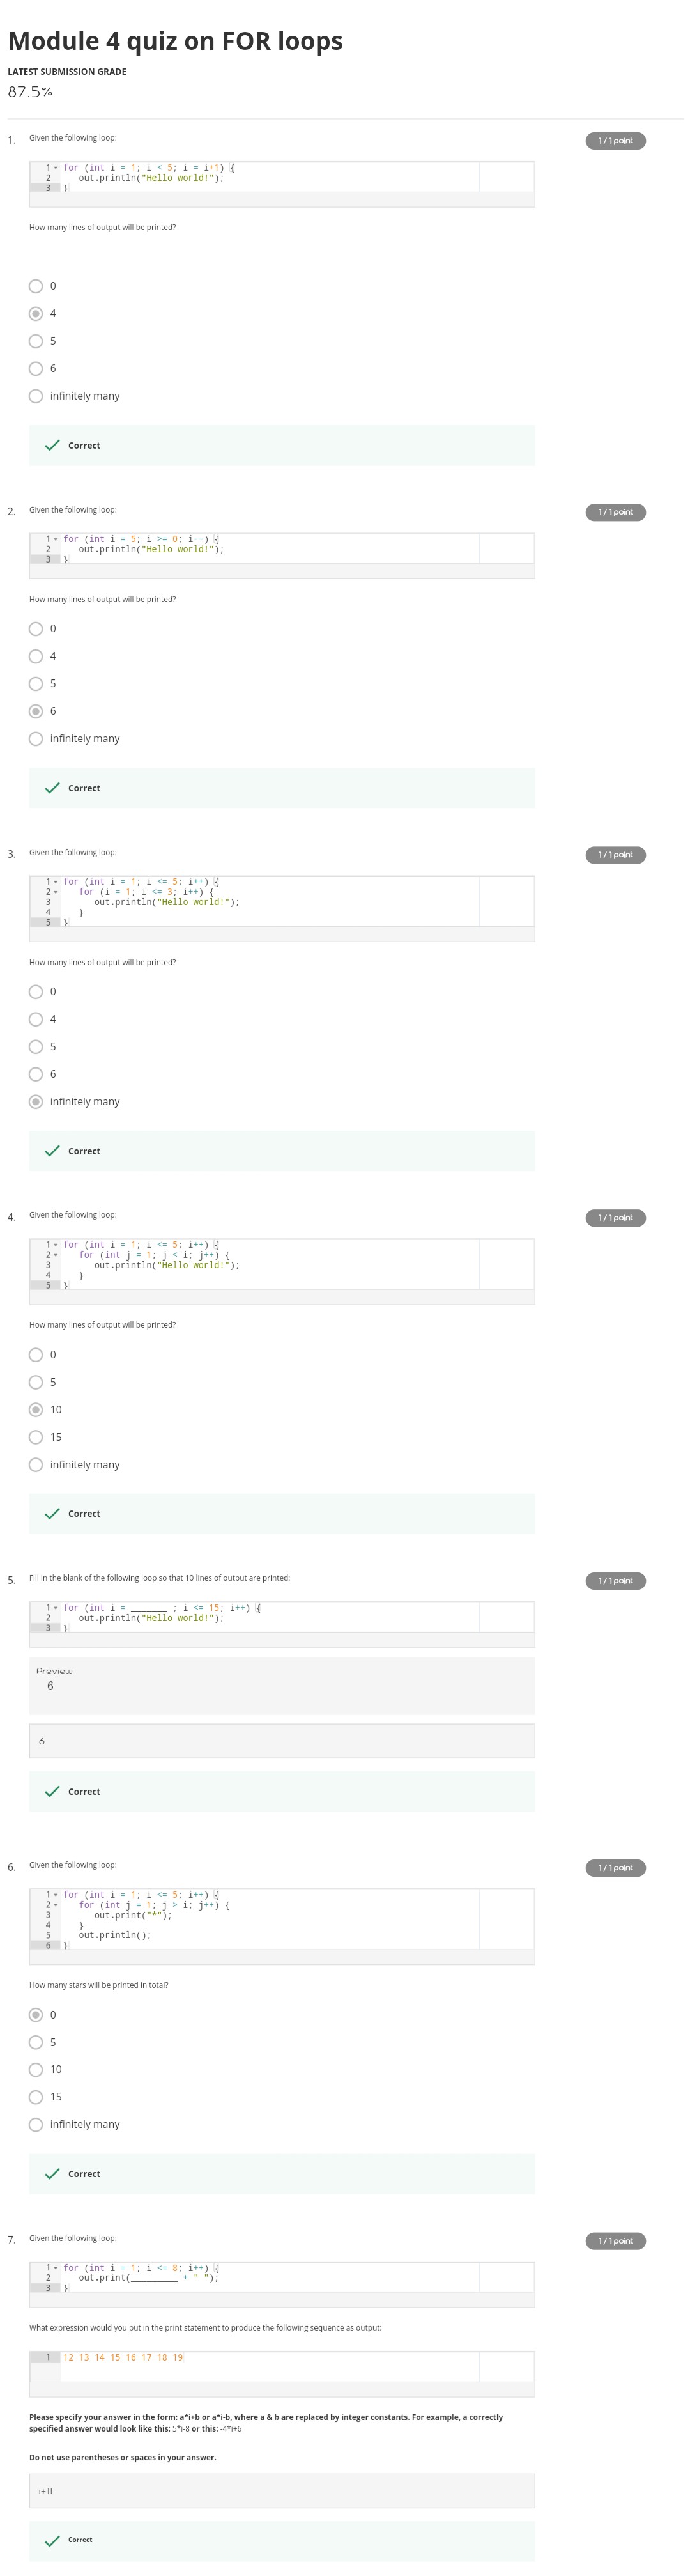 Module 4 quiz on FOR loops
LATEST SUBMISSION GRADE
87.5%
1. Given the following loop: 1 / 1 point
1 for (int i = 1; i < 5; i = i+1) {
2 out.println("Hello world!");
3 }
How many lines of output will be printed?
0
4
5
6
infinitely many
Correct
2. Given the following loop: 1 / 1 point
1 for (int i = 5; i >= 0; i--) {
2 out.println("Hello world!");
3 }
How many lines of output will be printed?
0
4
5
6
infinitely many
Correct
3. Given the following loop: 1 / 1 point
1 for (int i = 1; i <= 5; i++) {
2 for (i = 1; i <= 3; i++) {
3 out.println("Hello world!");
4 }
5 }
How many lines of output will be printed?
0
4
5
6
infinitely many
Correct
4. Given the following loop: 1 / 1 point
1 for (int i = 1; i <= 5; i++) {
2 for (int j = 1; j < i; j++) {
3 out.println("Hello world!");
4 }
5 }
How many lines of output will be printed?
0
5
10
15
infinitely many
Correct
5. Fill in the blank of the following loop so that 10 lines of output are printed: 1 / 1 point
1 for (int i = _______ ; i <= 15; i++) {
2 out.println("Hello world!");
3 }
Preview
6
6
Correct
6. Given the following loop: 1 / 1 point
1 for (int i = 1; i <= 5; i++) {
2 for (int j = 1; j > i; j++) {
3 out.print("*");
4 }
5 out.println();
6 }
How many stars will be printed in total?
0
5
10
15
infinitely many
Correct
7. Given the following loop: 1 / 1 point
1 for (int i = 1; i <= 8; i++) {
2 out.print(_________ + " ");
3 }
What expression would you put in the print statement to produce the following sequence as output:
1 12 13 14 15 16 17 18 19
Please specify your answer in the form: a*i+b or a*i-b, where a & b are replaced by integer constants. For example, a correctly
specified answer would look like this: 5*i-8 or this: -4*i+6
Do not use parentheses or spaces in your answer.
i+11
Correct